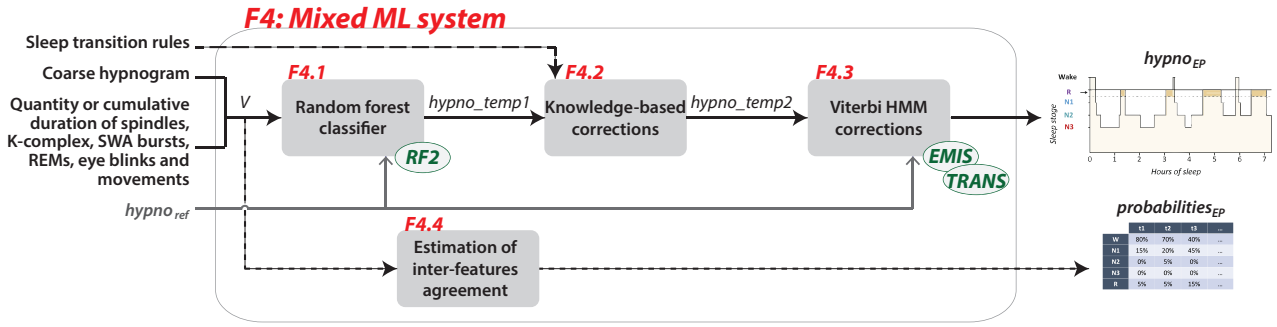 F4: Mixed ML system
Sleep transition rules
Coarse hypnogram
Quantity or cumulative
duration of spindles,
K-complex, SWA bursts,
REMs, eye blinks and
movements
hypno ref
V
F4.1
Random forest
classifier
RF2
hypno_temp1
F4.2
Knowledge-based
corrections
hypno_temp2
F4.3
Viterbi HMM
corrections
EMIS
TRANS
F4.4
Estimation of
inter-features
agreement
hypnoEP
Sleep stage
Wake
R
N1
N2
N3
0 1 2 3 4 5 6 7
Hours of sleep
probabilitiesEP
t1 t2 t3 ...
W 80% 70% 40% ...
N1 15% 20% 45% ...
N2 0% 5% 0% ...
N3 0% 0% 0% ...
R 5% 5% 15% ...